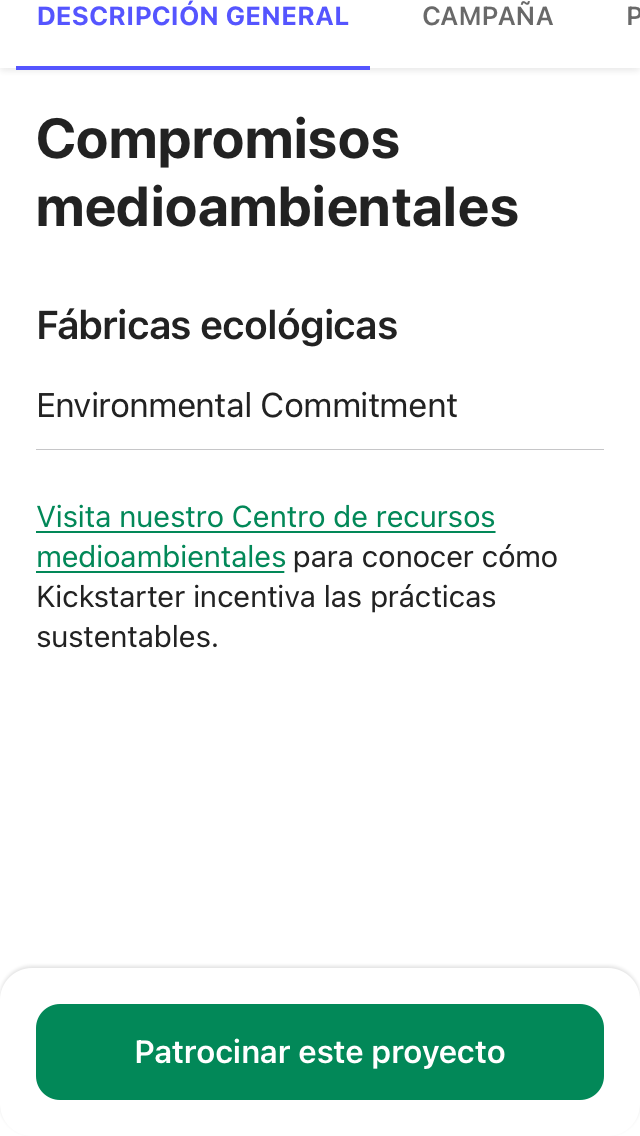 DESCRIPCIÓN GENERAL CAMPAÑA
Compromisos
medioambientales
Fábricas ecológicas
Environmental Commitment
Visita nuestro Centro de recursos
medioambientales para conocer cómo
Kickstarter incentiva las prácticas
sustentables.
Patrocinar este proyecto